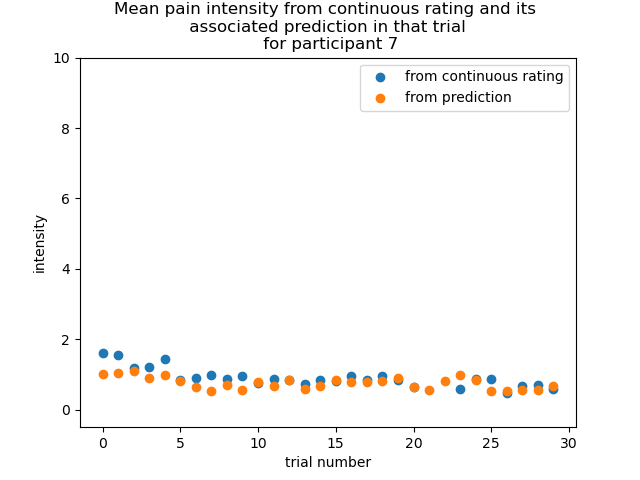 Mean pain intensity from continuous rating and its
associated prediction in that trial
for participant 7
10
8
6
4
2
0
intensity
from continuous rating
from prediction
0 5 10 15 20 25 30
trial number